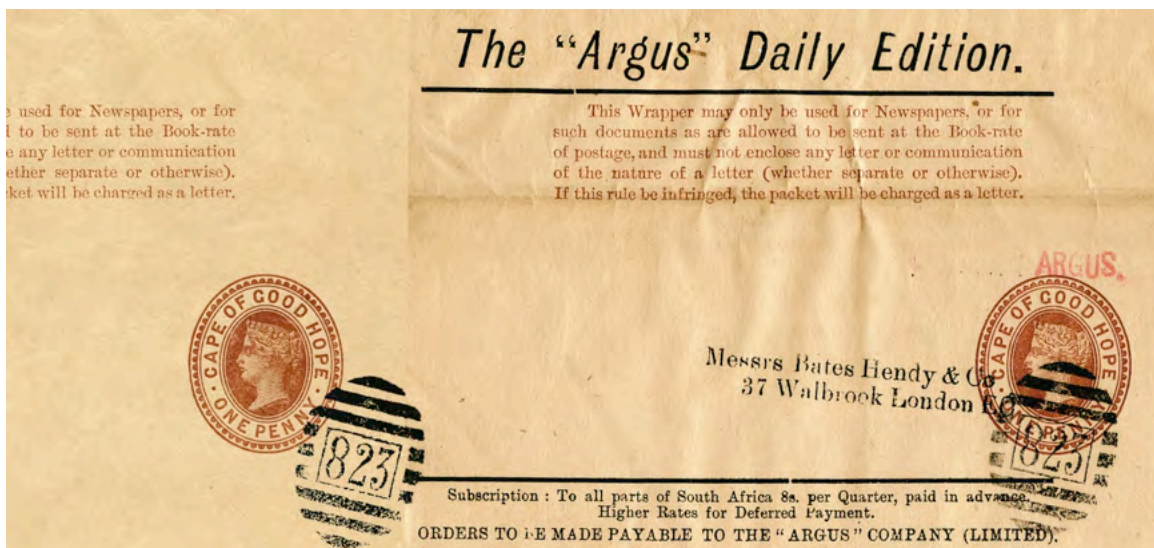 The “Argus” Daily Edition.
e used for Newspapers, or for
d to be sent at the Book-rate
e any letter or communication
ether separate or otherwise).
cket will be charged as a letter.
This Wrapper may only be used for Newspapers, or for
such documents as are allowed to be sent at the Book-rate
of postage, and must not enclose any letter or communication
of the nature of a letter (whether separate or otherwise).
If this rule be infringed, the packet will be charged as a letter.
ARGUS.
CAPE OF GOOD HOPE
ONE PENNY
823
CAPE OF GOOD HOPE
ONE PENNY
823
Messrs Bates Hendy & Co
37 Walbrook London EC
Subscription : To all parts of South Africa 8s. per Quarter, paid in advance.
Higher Rates for Deferred Payment.
ORDERS TO BE MADE PAYABLE TO THE “ARGUS” COMPANY (LIMITED).